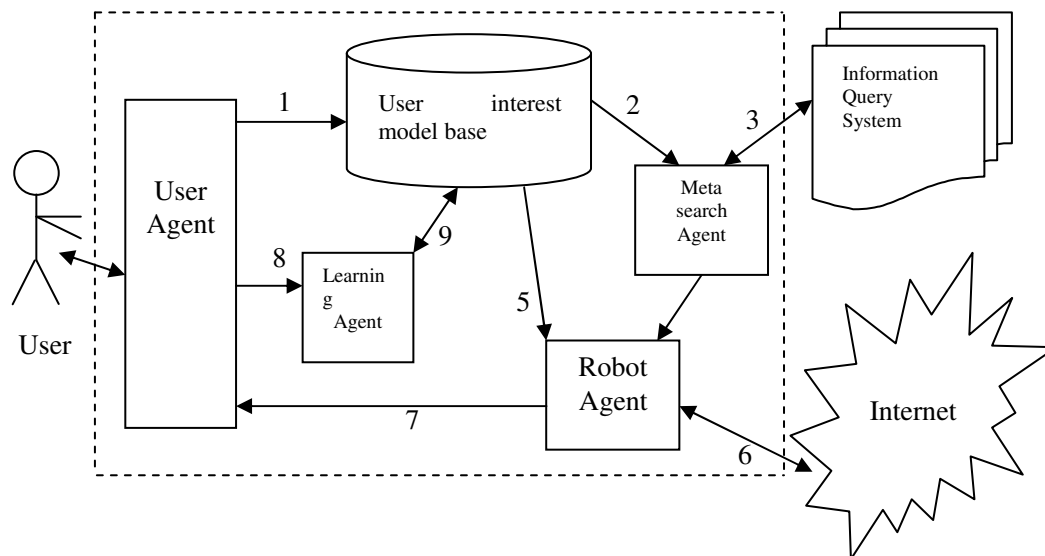 1
User interest
model base
2
3
Information
Query
System
User
Agent
Meta
search
Agent
8
9
Learnin
g
Agent
5
User
Robot
Agent
7
6
Internet